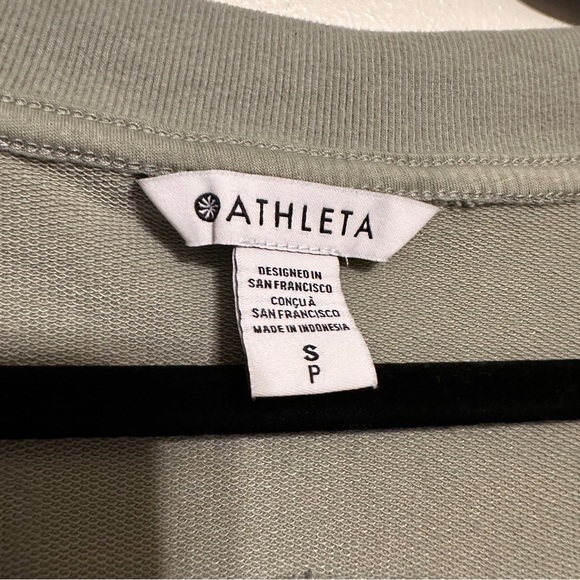 ATHLETA
DESIGNED IN
SAN FRANCISCO
CONÇU À
SAN FRANCISCO
MADE IN INDONESIA
S
P